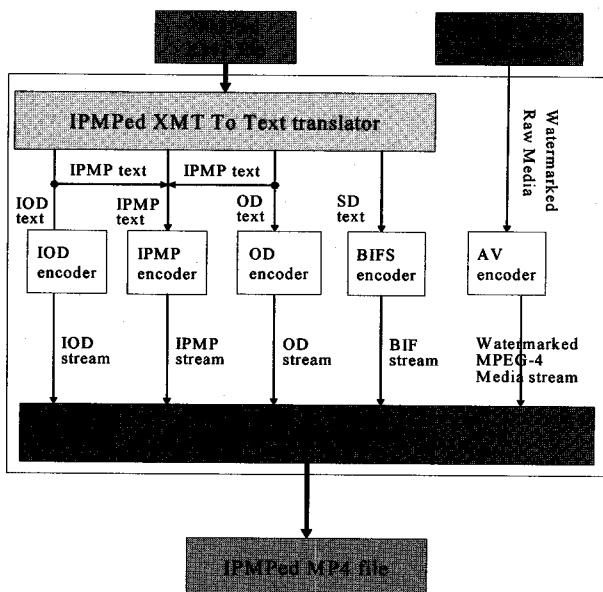 IPMPed XMT To Text translator
Watermarked
Raw Media
IPMP text
IPMP text
IOD
text
IPMP
text
OD
text
SD
text
IOD
encoder
IPMP
encoder
OD
encoder
BIFS
encoder
AV
encoder
IOD
stream
IPMP
stream
OD
stream
BIF
stream
Watermarked
MPEG-4
Media stream
IPMPed MP4 file